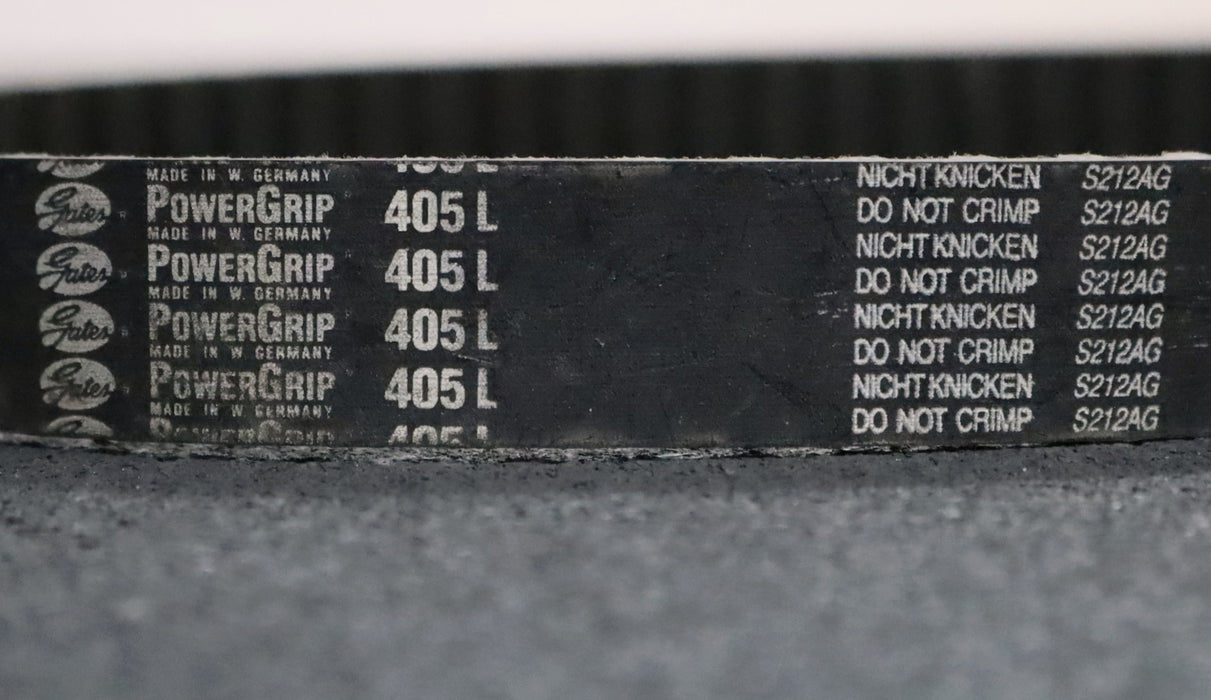 MADE IN W. GERMANY
Gates POWERGRIP 405 L
MADE IN W. GERMANY
Gates POWERGRIP 405 L
MADE IN W. GERMANY
Gates POWERGRIP 405 L
MADE IN W. GERMANY
Gates POWERGRIP 405 L
MADE IN W. GERMANY
POWERGRIP 405 L
NICHT KNICKEN S212AG
DO NOT CRIMP S212AG
NICHT KNICKEN S212AG
DO NOT CRIMP S212AG
NICHT KNICKEN S212AG
DO NOT CRIMP S212AG
NICHT KNICKEN S212AG
DO NOT CRIMP S212AG